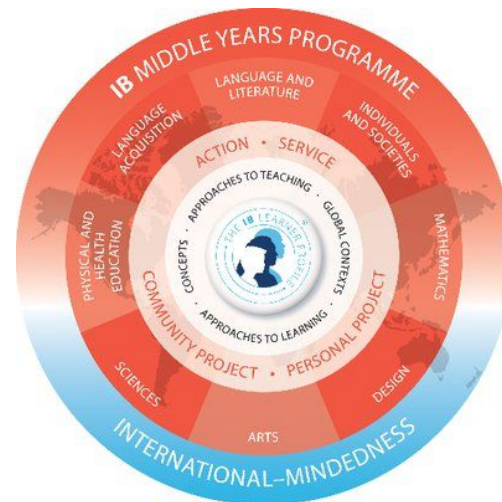 IB MIDDLE YEARS PROGRAMME
LANGUAGE AND
LITERATURE
INDIVIDUALS
AND SOCIETIES
MATHEMATICS
DESIGN
ARTS
SCIENCES
PHYSICAL AND
HEALTH
EDUCATION
LANGUAGE
ACQUISITION
ACTION • SERVICE
PERSONAL PROJECT •
COMMUNITY PROJECT
APPROACHES TO TEACHING •
GLOBAL CONTEXTS •
APPROACHES TO LEARNING •
CONCEPTS •
THE IB LEARNER PROFILE
INTERNATIONAL–MINDEDNESS